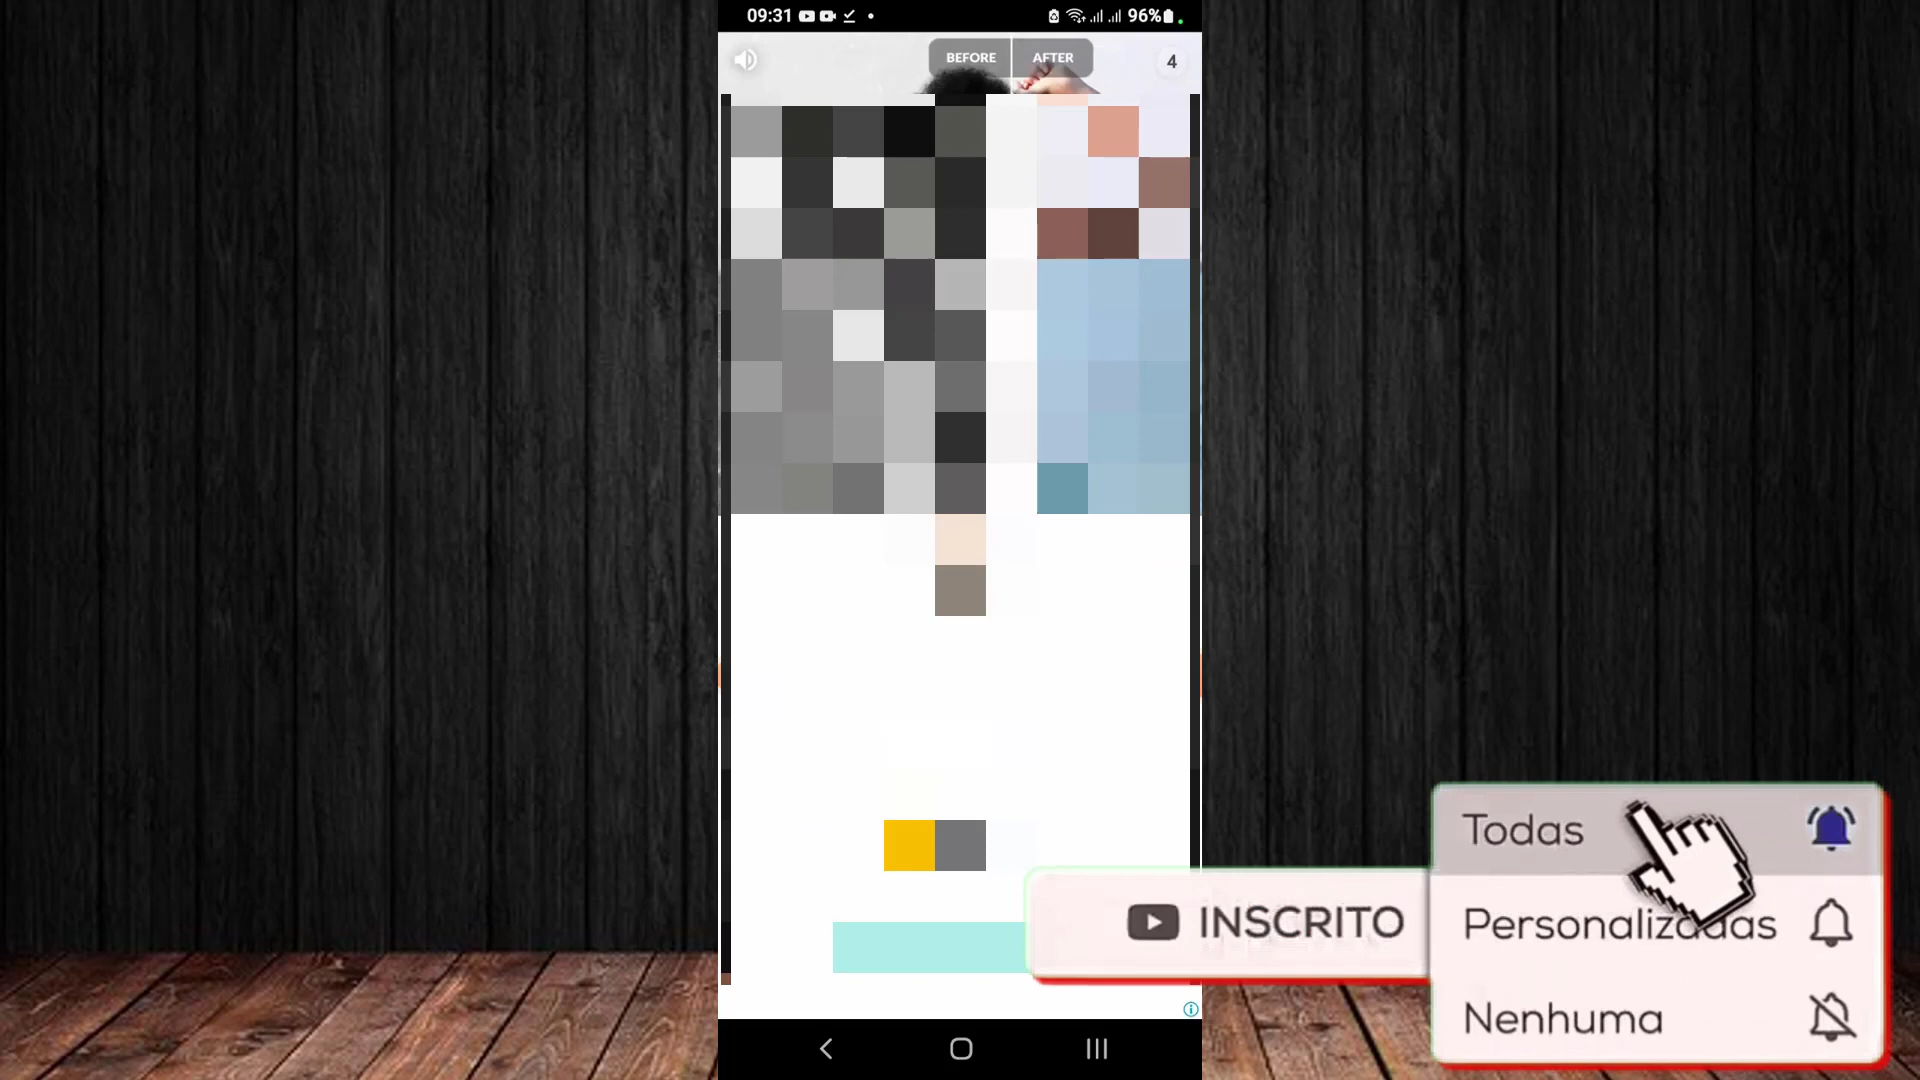 09:31
96%
BEFORE AFTER
4
INSCRITO
Todas
Personalizadas
Nenhuma